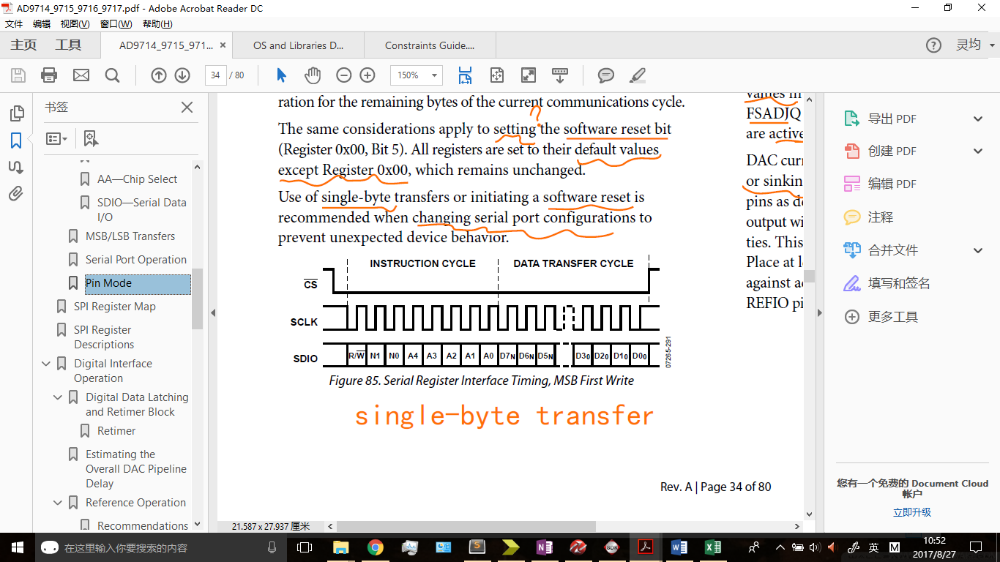 AD9714_9715_9716_9717.pdf - Adobe Acrobat Reader DC
文件 编辑 视图(V) 窗口(W) 帮助(H)
主页 工具 AD9714_9715_971... × OS and Libraries D... Constraints Guide.... ? 灵均
34 / 80 150%
书签
AA—Chip Select
SDIO—Serial Data
I/O
MSB/LSB Transfers
Serial Port Operation
Pin Mode
SPI Register Map
SPI Register
Descriptions
Digital Interface
Operation
Digital Data Latching
and Retimer Block
Retimer
Estimating the
Overall DAC Pipeline
Delay
Reference Operation
Recommendations
ration for the remaining bytes of the current communications cycle.
?
The same considerations apply to setting the software reset bit
(Register 0x00, Bit 5). All registers are set to their default values
except Register 0x00, which remains unchanged.
Use of single-byte transfers or initiating a software reset is
recommended when changing serial port configurations to
prevent unexpected device behavior.
INSTRUCTION CYCLE DATA TRANSFER CYCLE
CS
SCLK
SDIO R/W N1 N0 A4 A3 A2 A1 A0 D7N D6N D5N D30 D20 D10 D00
07265-291
Figure 85. Serial Register Interface Timing, MSB First Write
single-byte transfer
Rev. A | Page 34 of 80
values in
FSADJQ
are active
DAC curr
or sinkin
pins as de
output wi
ties. This
Place at l
against a
REFIO pi
导出 PDF
创建 PDF
编辑 PDF
注释
合并文件
填写和签名
更多工具
您有一个免费的 Document Cloud
帐户
立即升级
21.587 x 27.937 厘米
在这里输入你要搜索的内容
英 M
10:52
2017/8/27